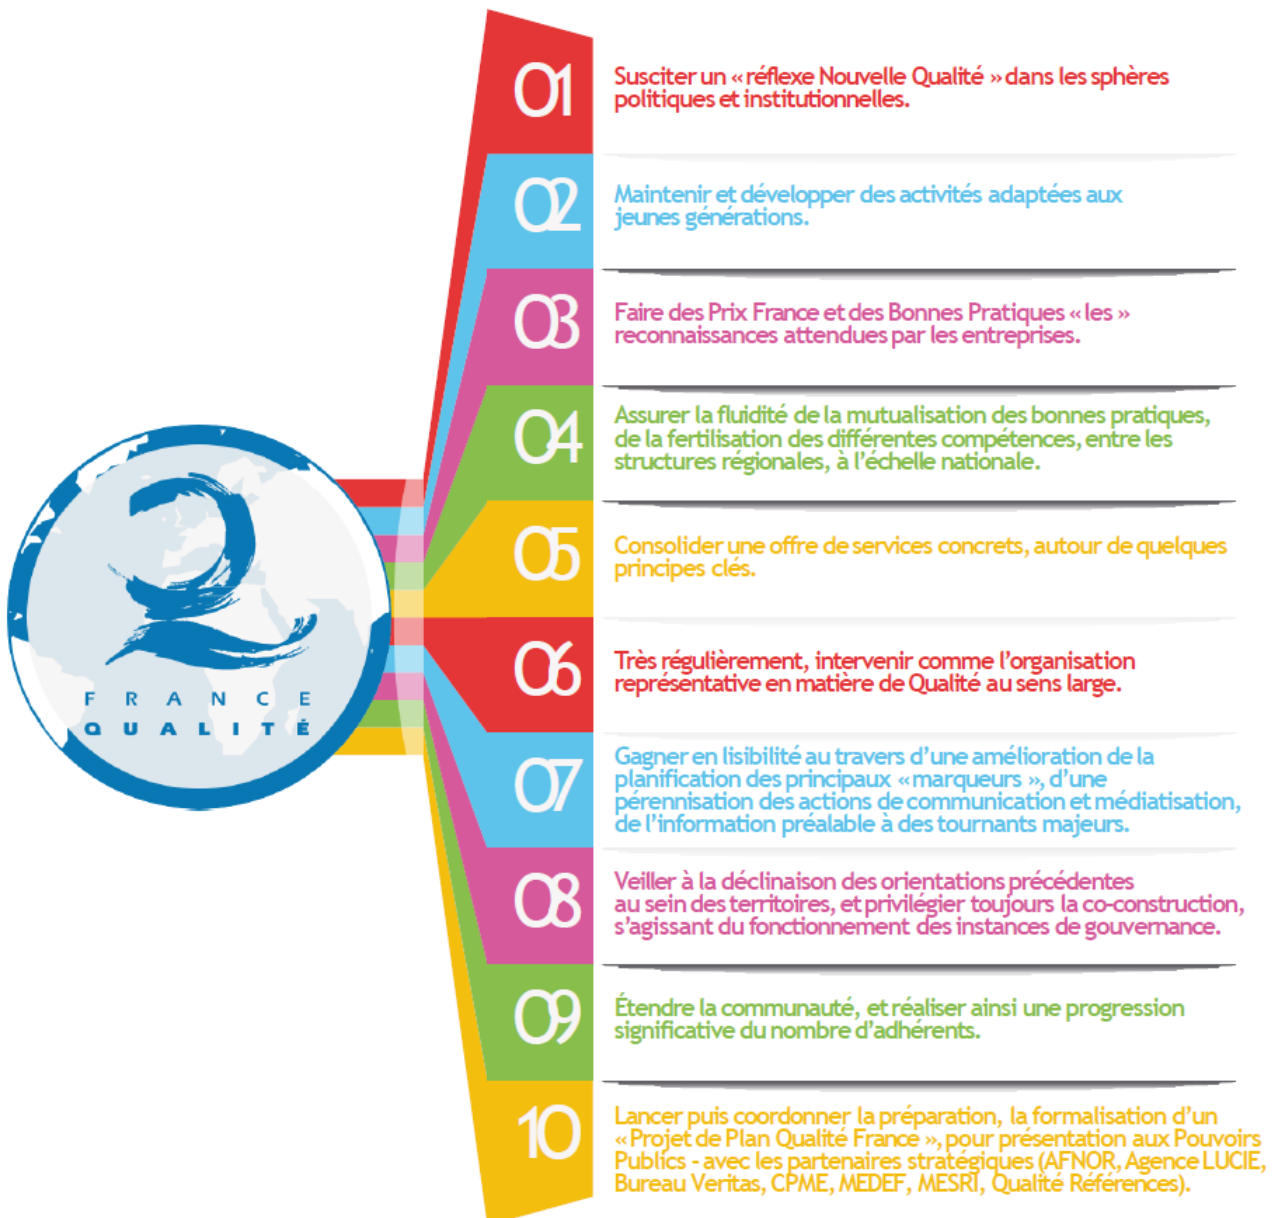 01
Susciter un « réflexe Nouvelle Qualité » dans les sphères
politiques et institutionnelles.
02
Maintenir et développer des activités adaptées aux
jeunes générations.
03
Faire des Prix France et des Bonnes Pratiques « les »
reconnaissances attendues par les entreprises.
04
Assurer la fluidité de la mutualisation des bonnes pratiques,
de la fertilisation des différentes compétences, entre les
structures régionales, à l’échelle nationale.
05
Consolider une offre de services concrets, autour de quelques
principes clés.
06
Très régulièrement, intervenir comme l’organisation
représentative en matière de Qualité au sens large.
FRANCE
QUALITÉ
07
Gagner en lisibilité au travers d’une amélioration de la
planification des principaux « marqueurs », d’une
pérennisation des actions de communication et médiatisation,
de l’information préalable à des tournants majeurs.
08
Veiller à la déclinaison des orientations précédentes
au sein des territoires, et privilégier toujours la co-construction,
s’agissant du fonctionnement des instances de gouvernance.
09
Étendre la communauté, et réaliser ainsi une progression
significative du nombre d’adhérents.
10
Lancer puis coordonner la préparation, la formalisation d’un
« Projet de Plan Qualité France », pour présentation aux Pouvoirs
Publics - avec les partenaires stratégiques (AFNOR, Agence LUCIE,
Bureau Veritas, CPME, MEDEF, MESRI, Qualité Références).